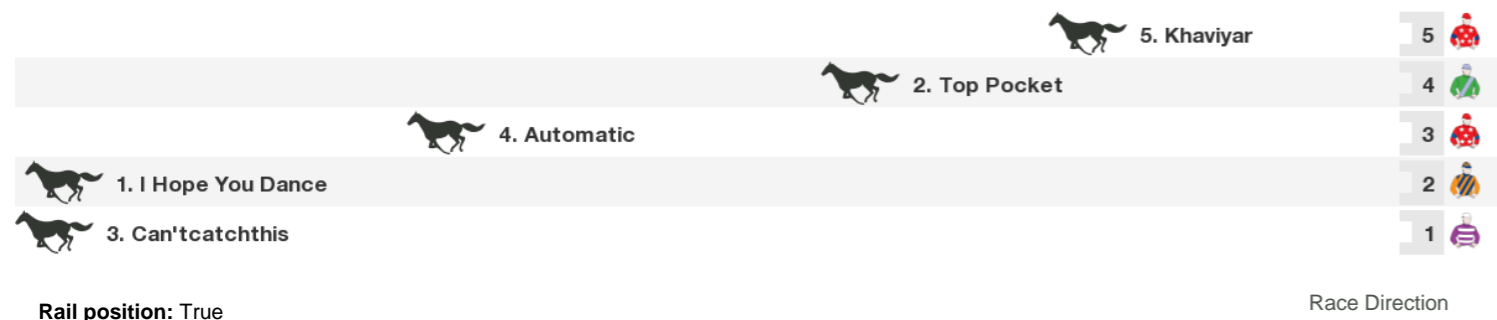 5. Khaviyar 5
2. Top Pocket 4
4. Automatic 3
1. I Hope You Dance 2
3. Can'tcatchthis 1
Race Direction
Rail position: True